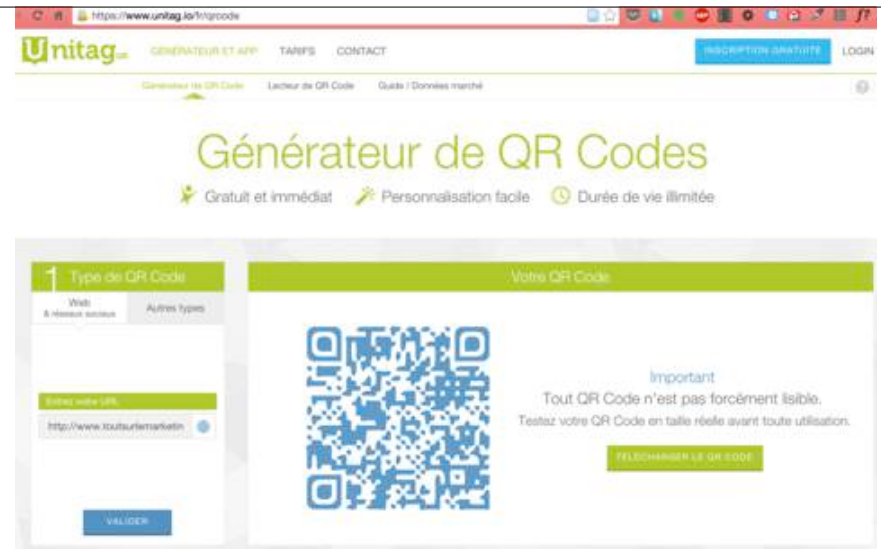 https://www.unitag.io/fr/qrcode
Unitag
GÉNÉRATEUR ET APP TARIFS CONTACT
INSCRIPTION GRATUITE LOGIN
Générateur de QR Code Lecteur de QR Code Guide / Données marché
Générateur de QR Codes
Gratuit et immédiat Personnalisation facile Durée de vie illimitée
1 Type de QR Code
Votre QR Code
Web
& réseaux sociaux
Autres types
Important
Tout QR Code n'est pas forcément lisible.
Entrez votre URL
Testez votre QR Code en taille réelle avant toute utilisation.
http://www.toutsurlemarketin
TÉLÉCHARGER LE QR CODE
VALIDER